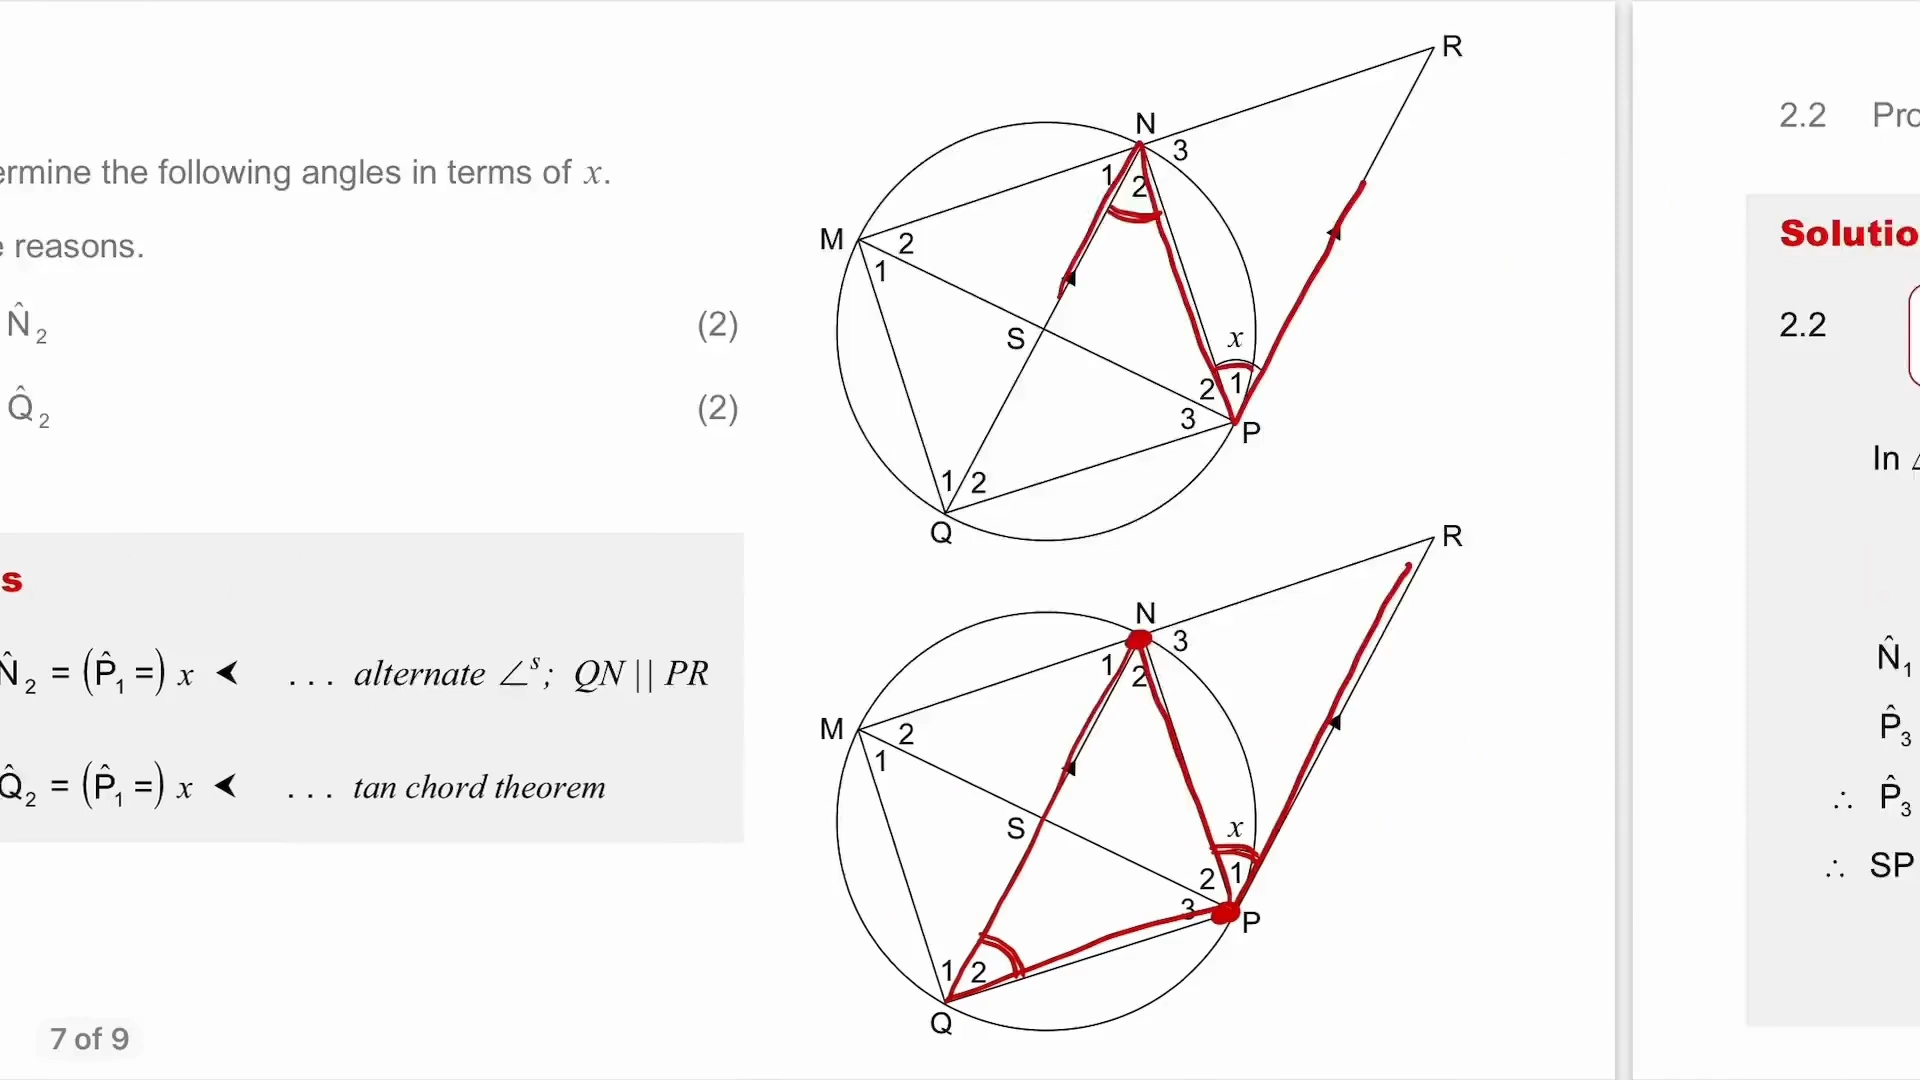 ermine the following angles in terms of x.
e reasons.
N̂2 (2)
Q̂2 (2)
s
N̂2 = (P̂1 =) x ◄ . . . alternate ∠s; QN || PR
Q̂2 = (P̂1 =) x ◄ . . . tan chord theorem
7 of 9
R
N
3
1
2
M
2
1
S
x
2
1
3
P
1
2
Q
R
N
3
1
2
M
2
1
S
x
2
1
3
P
1
2
Q
2.2 Pro
Solutio
2.2
In ∠
N̂1
P̂3
∴ P̂3
∴ SP